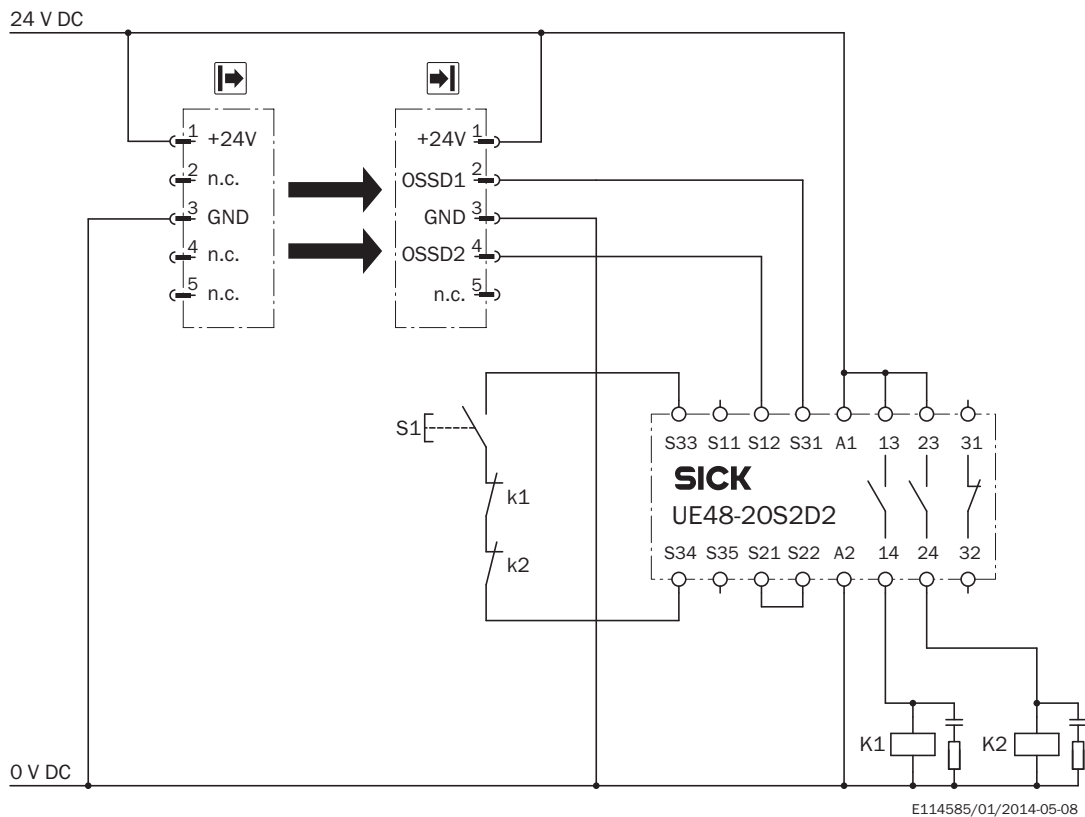 24 V DC
1 +24V
2 n.c.
3 GND
4 n.c.
5 n.c.
+24V 1
OSSD1 2
GND 3
OSSD2 4
n.c. 5
S1
k1
k2
S33 S11 S12 S31 A1 13 23 31
SICK
UE48-2OS2D2
S34 S35 S21 S22 A2 14 24 32
K1
K2
0 V DC
E114585/01/2014-05-08